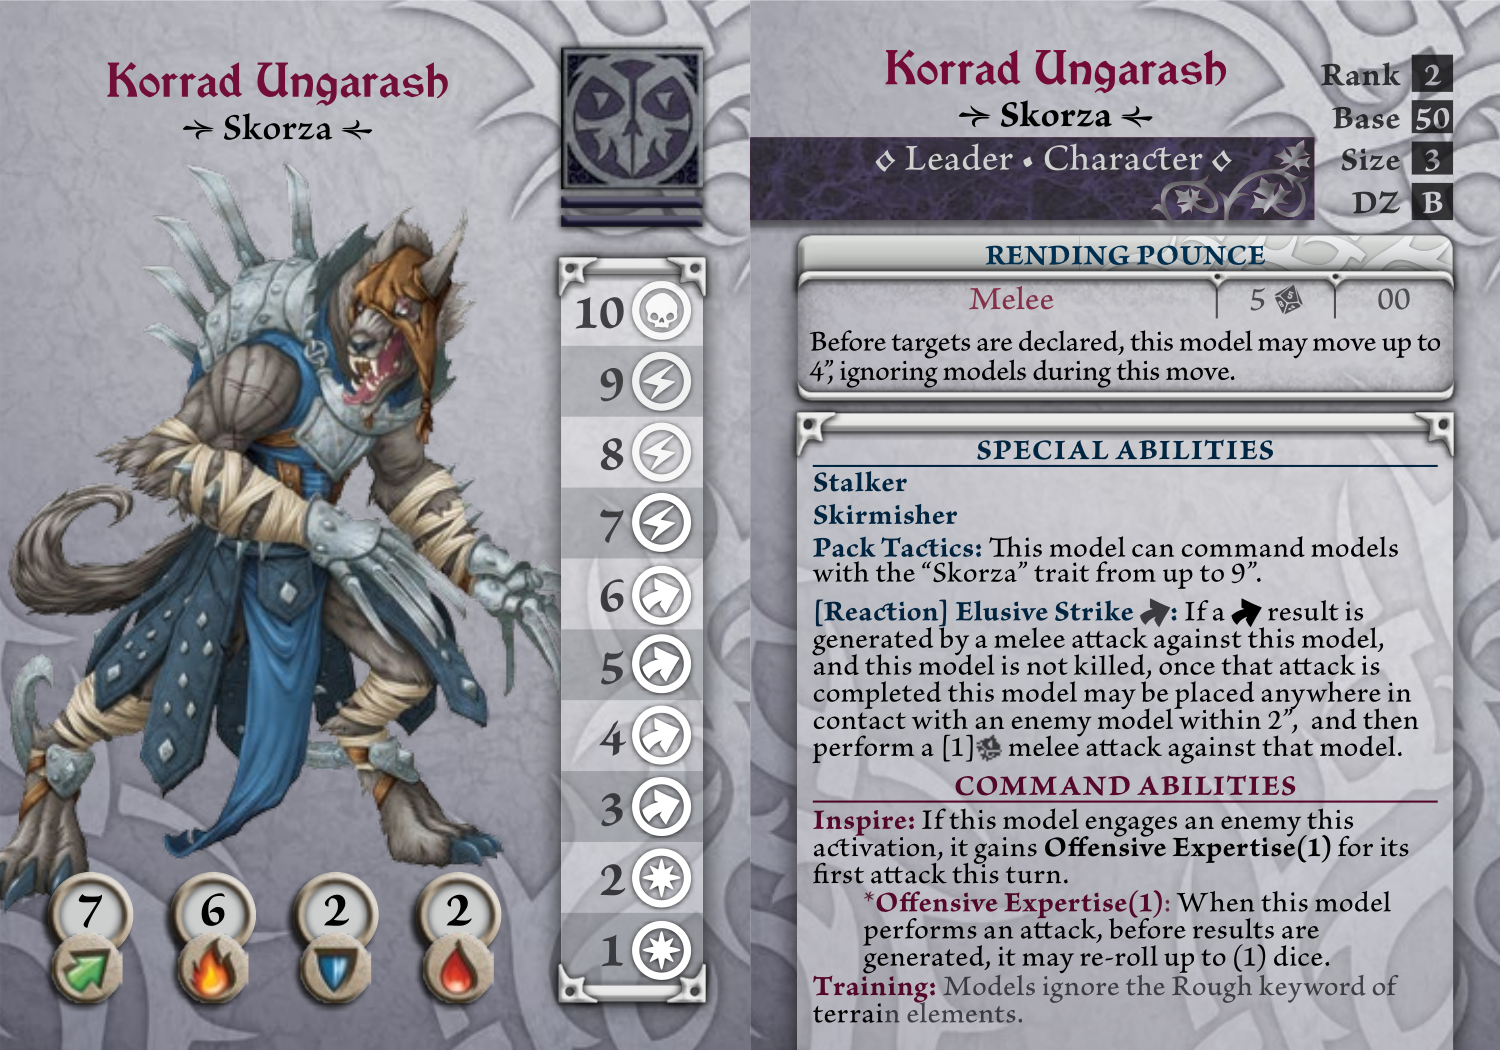 Korrad Ungarash
Skorza
10
9
8
7
6
5
4
3
2
1
7
6
2
2
Korrad Ungarash
Skorza
Leader • Character
Rank 2
Base 50
Size 3
DZ B
RENDING POUNCE
Melee 5 00
Before targets are declared, this model may move up to
4”, ignoring models during this move.
SPECIAL ABILITIES
Stalker
Skirmisher
Pack Tactics: This model can command models
with the “Skorza” trait from up to 9”.
[Reaction] Elusive Strike : If a result is
generated by a melee attack against this model,
and this model is not killed, once that attack is
completed this model may be placed anywhere in
contact with an enemy model within 2”, and then
perform a [1] melee attack against that model.
COMMAND ABILITIES
Inspire: If this model engages an enemy this
activation, it gains Offensive Expertise(1) for its
first attack this turn.
*Offensive Expertise(1): When this model
performs an attack, before results are
generated, it may re-roll up to (1) dice.
Training: Models ignore the Rough keyword of
terrain elements.